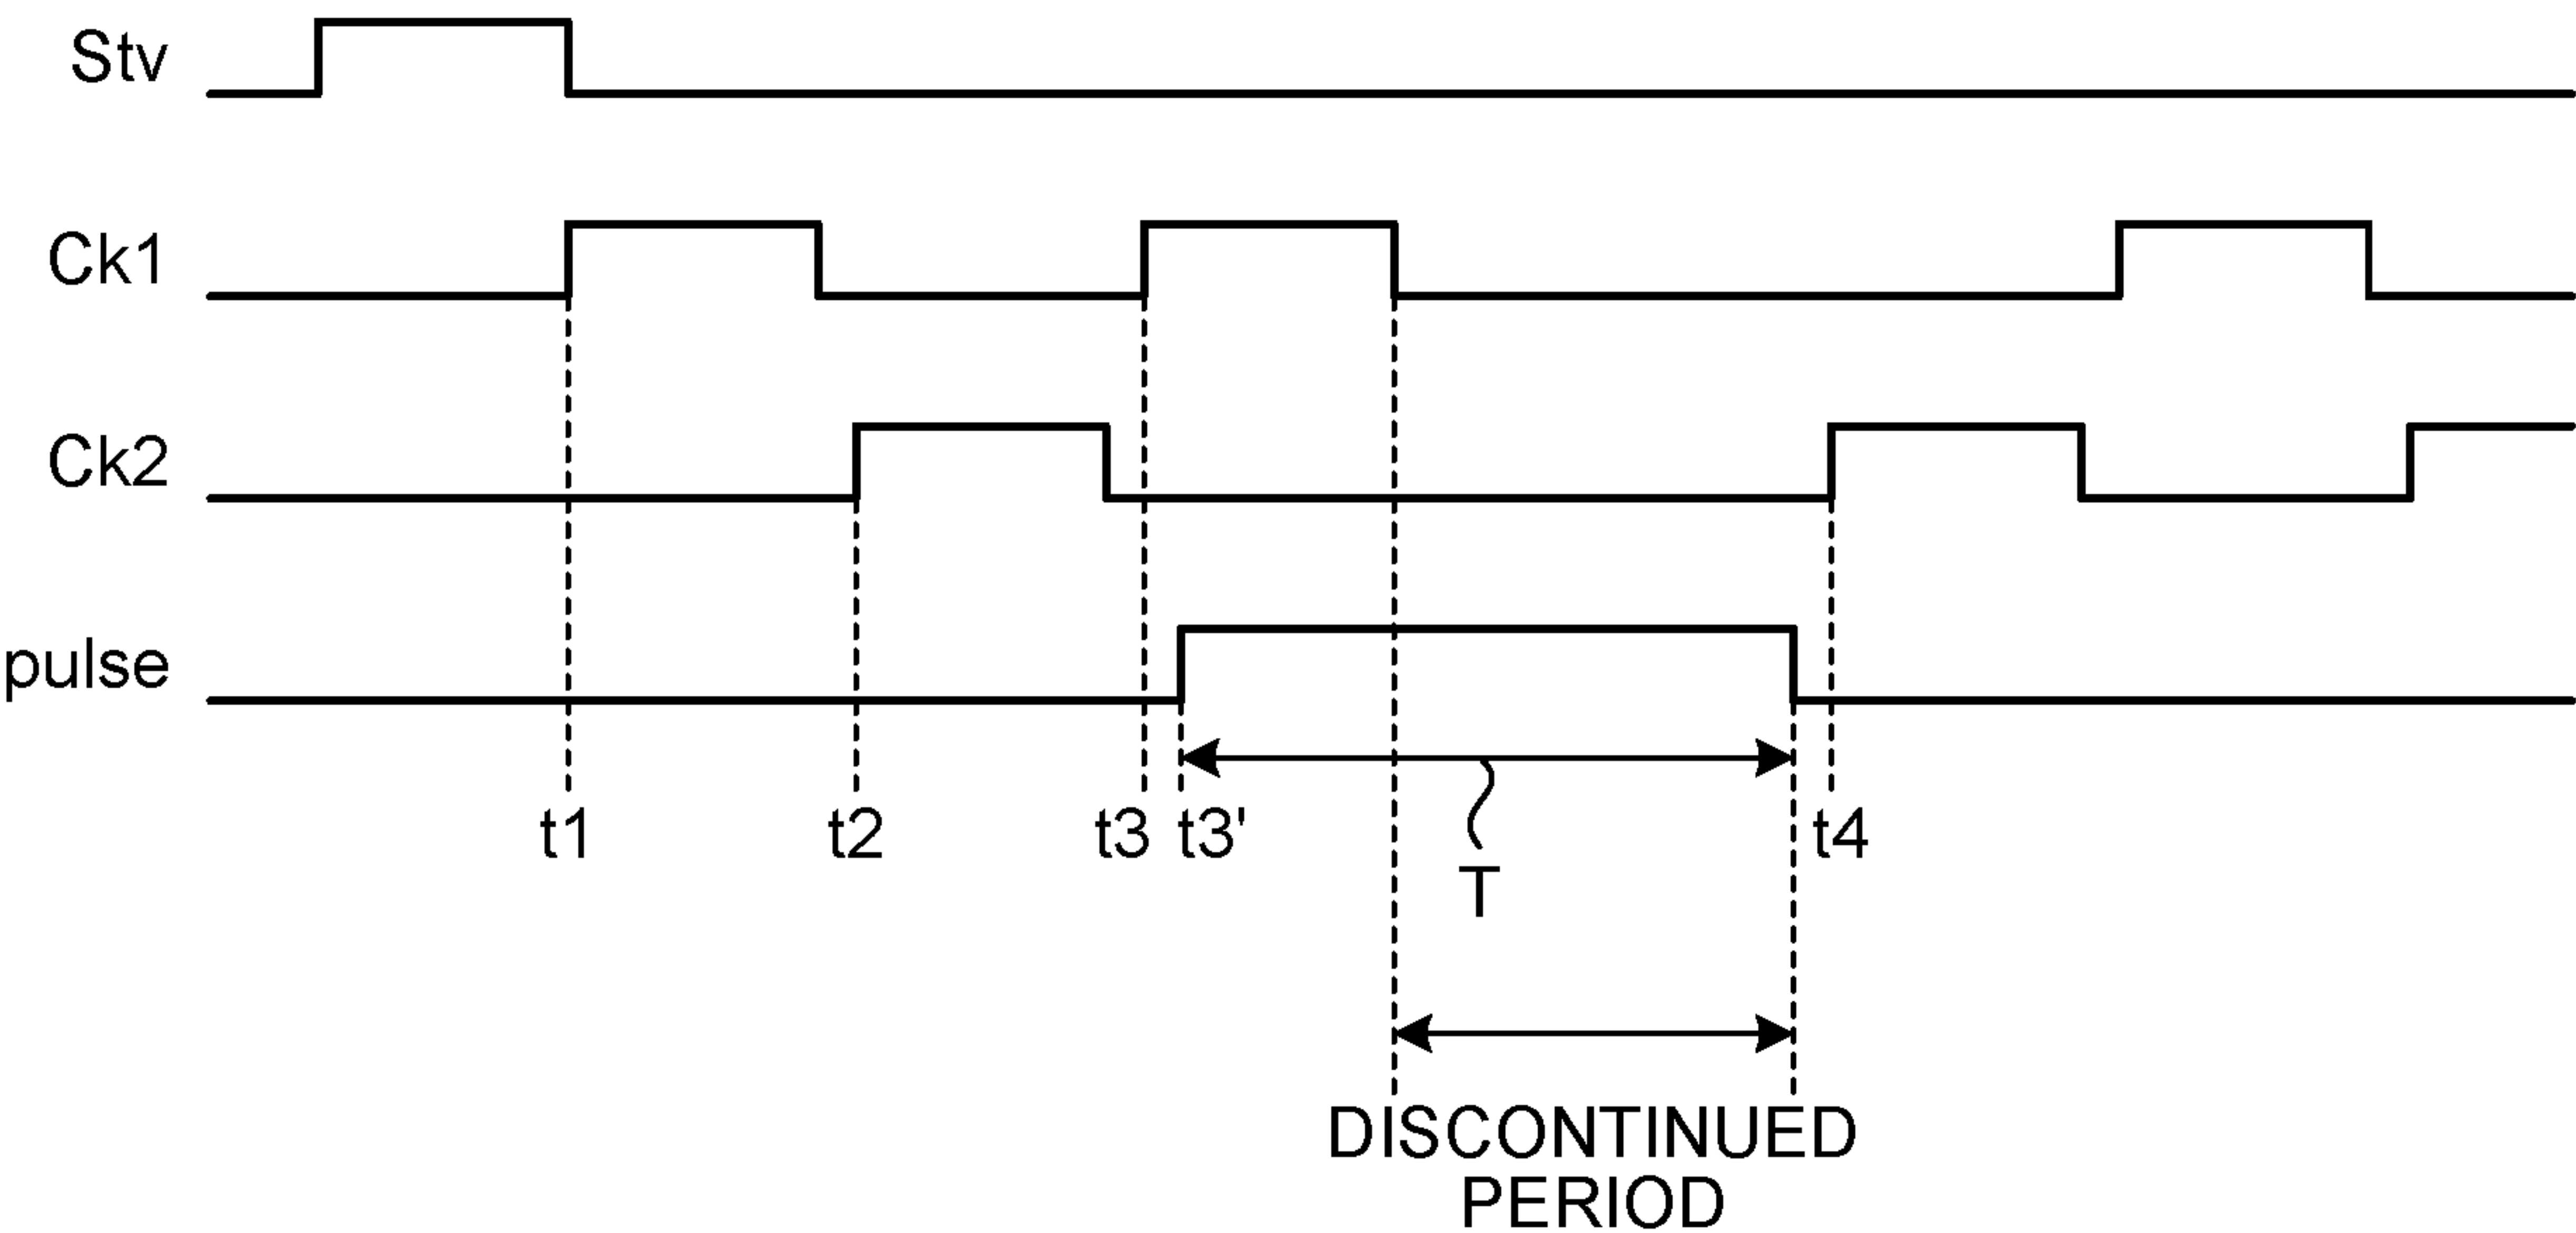 Stv
Ck1
Ck2
pulse
t1 t2 t3 t3' t4
T
DISCONTINUED
PERIOD